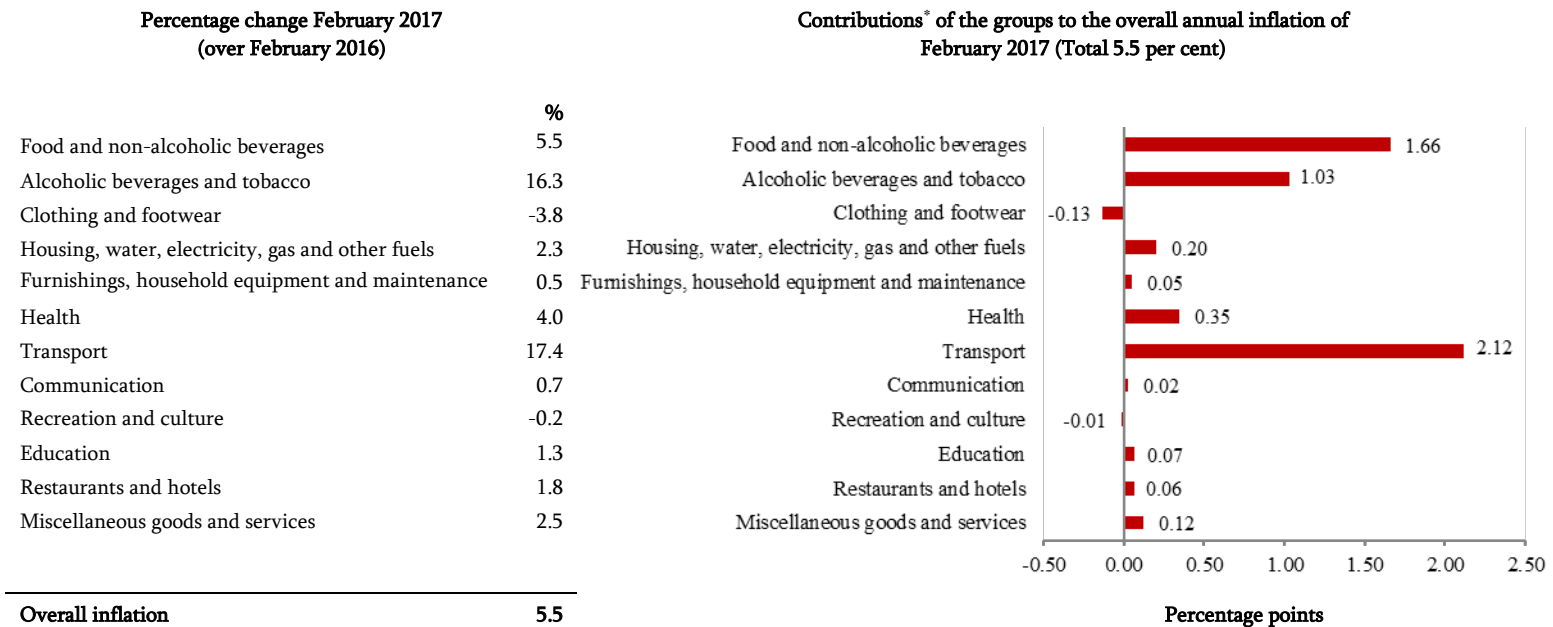 Percentage change February 2017
(over February 2016)
%
Food and non-alcoholic beverages 5.5
Alcoholic beverages and tobacco 16.3
Clothing and footwear -3.8
Housing, water, electricity, gas and other fuels 2.3
Furnishings, household equipment and maintenance 0.5
Health 4.0
Transport 17.4
Communication 0.7
Recreation and culture -0.2
Education 1.3
Restaurants and hotels 1.8
Miscellaneous goods and services 2.5
Overall inflation 5.5
Contributions* of the groups to the overall annual inflation of
February 2017 (Total 5.5 per cent)
Food and non-alcoholic beverages 1.66
Alcoholic beverages and tobacco 1.03
Clothing and footwear -0.13
Housing, water, electricity, gas and other fuels 0.20
Furnishings, household equipment and maintenance 0.05
Health 0.35
Transport 2.12
Communication 0.02
Recreation and culture -0.01
Education 0.07
Restaurants and hotels 0.06
Miscellaneous goods and services 0.12
-0.50 0.00 0.50 1.00 1.50 2.00 2.50
Percentage points